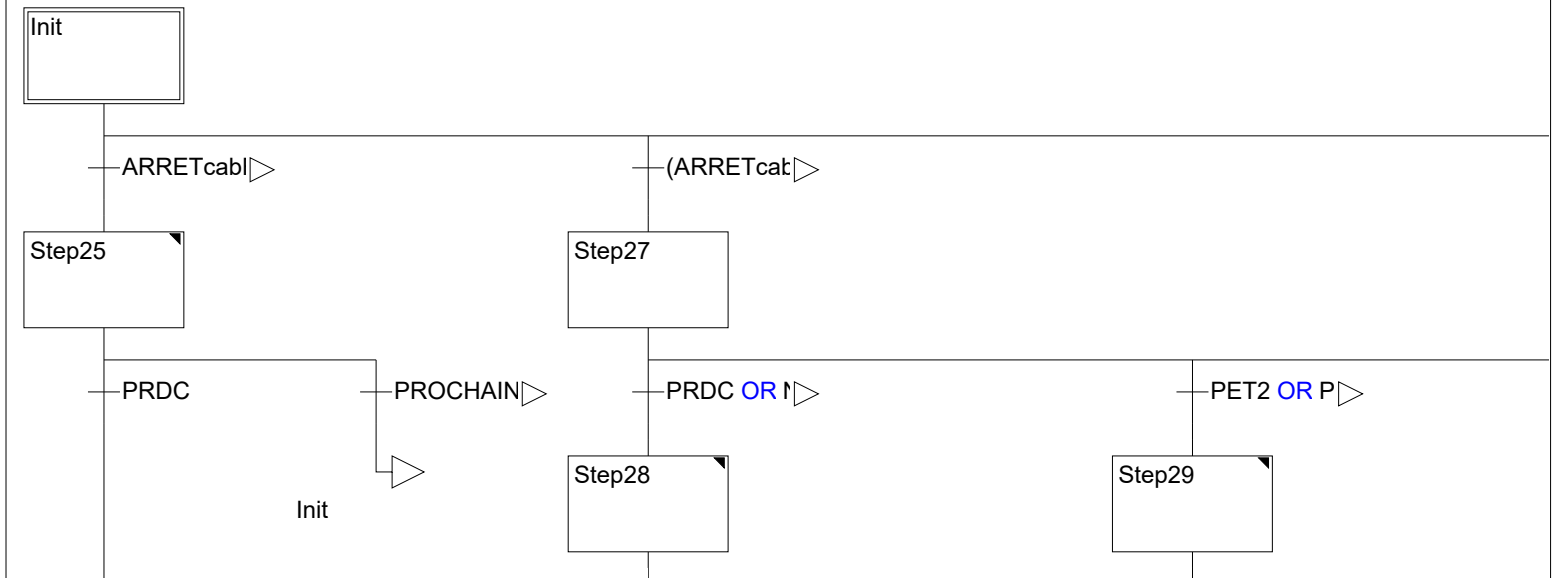 Init
ARRETcabl
(ARRETcab
Step25
Step27
PRDC
PROCHAIN
PRDC OR
PET2 OR P
Step28
Step29
Init